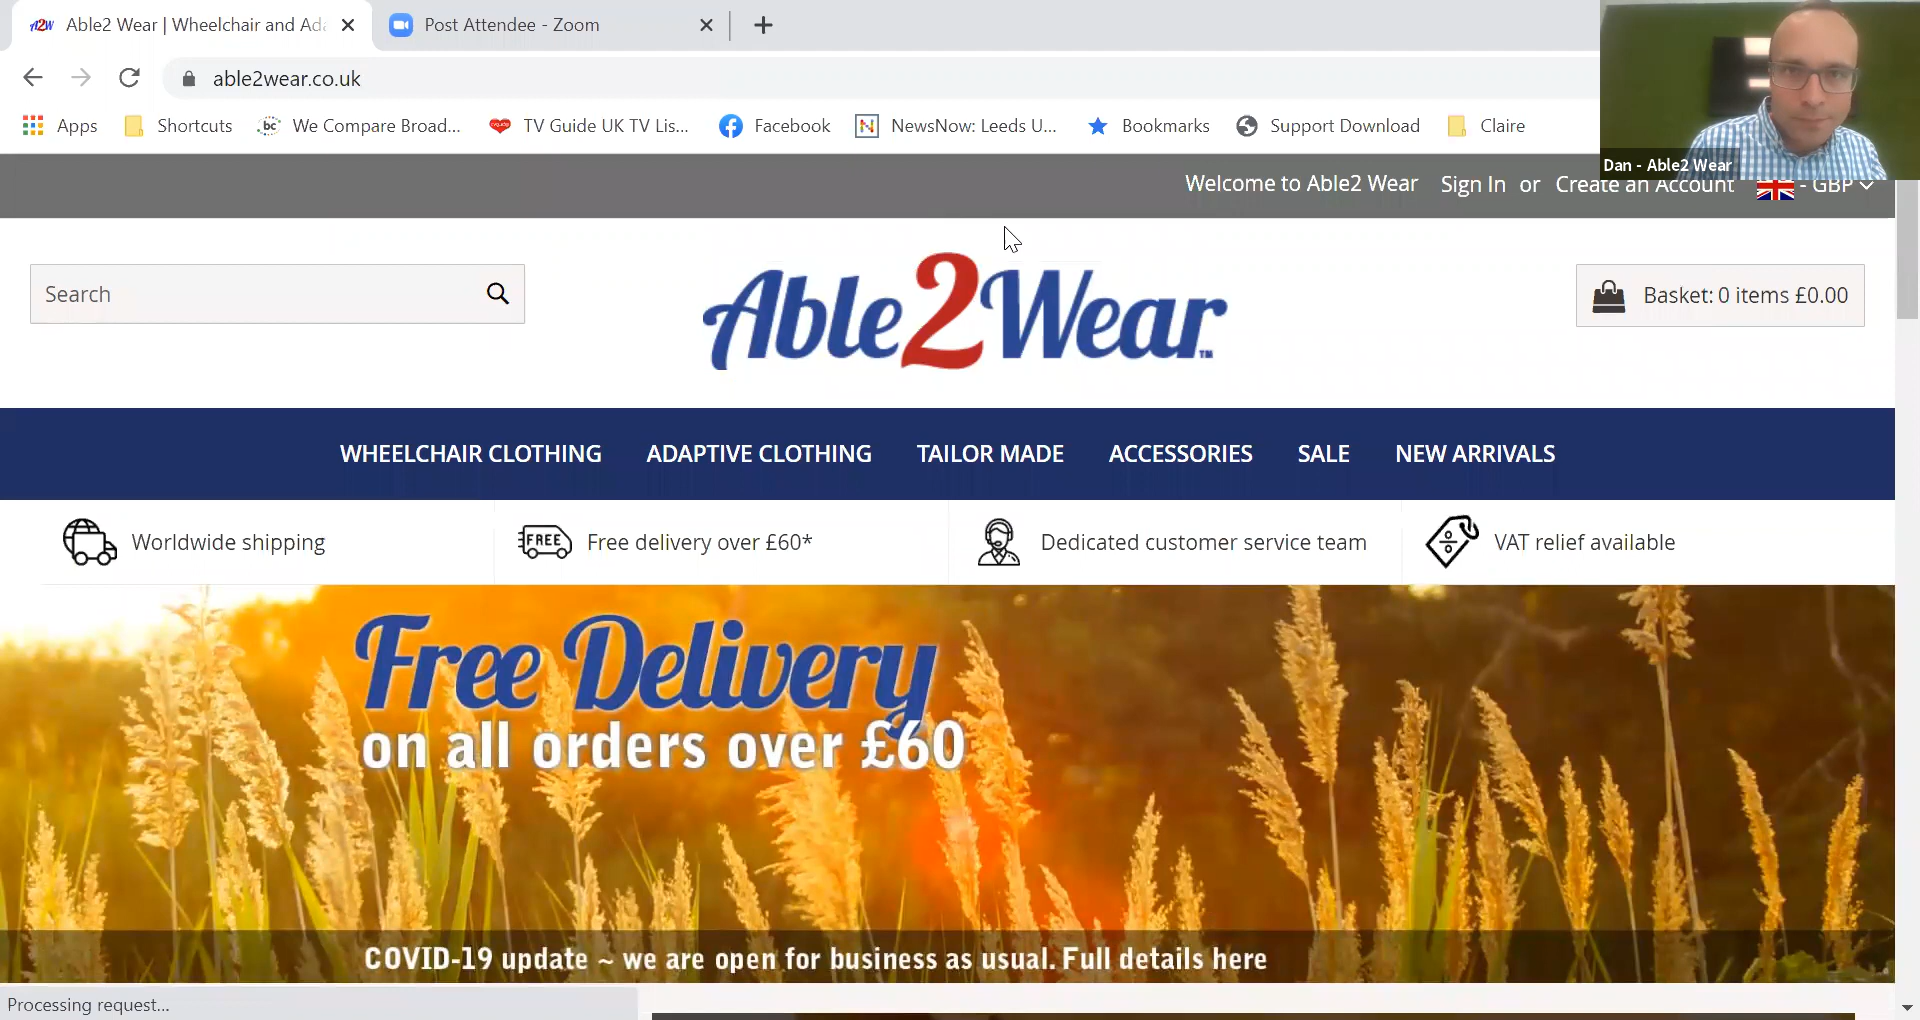 Able2 Wear | Wheelchair and Ada
Post Attendee - Zoom
able2wear.co.uk
Apps
Shortcuts
bc
We Compare Broad...
TV Guide UK TV Lis...
Facebook
N
NewsNow: Leeds U...
Bookmarks
Support Download
Claire
Dan - Able2 Wear
Welcome to Able2 Wear Sign In or Create an Account - GBP
Search
Able2Wear™
Basket: 0 items £0.00
WHEELCHAIR CLOTHING ADAPTIVE CLOTHING TAILOR MADE ACCESSORIES SALE NEW ARRIVALS
Worldwide shipping
FREE
Free delivery over £60*
Dedicated customer service team
VAT relief available
Free Delivery
on all orders over £60
COVID-19 update ~ we are open for business as usual. Full details here
Processing request...